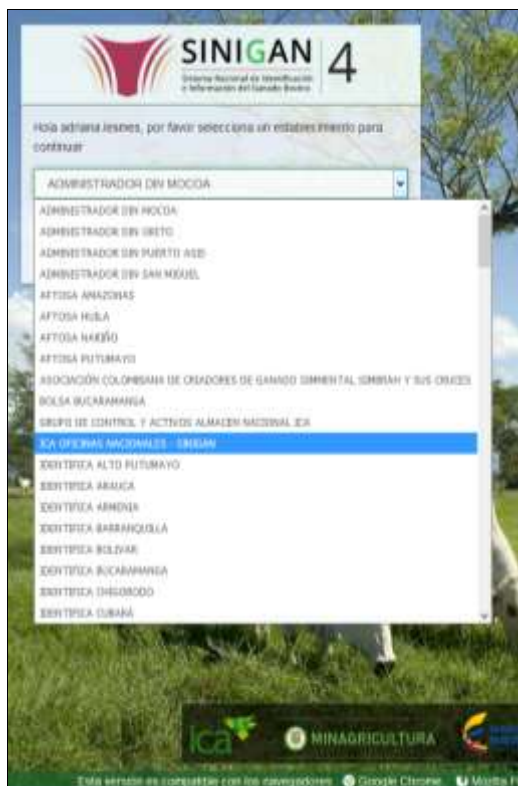 SINIGAN 4
Sistema Nacional de Identificación
e Información del Ganado Bovino
Hola adriana lesmes, por favor selecciona un establecimiento para
continuar
ADMINISTRADOR DIN MOCOA
ADMINISTRADOR DIN MOCOA
ADMINISTRADOR DIN ORITO
ADMINISTRADOR DIN PUERTO ASIS
ADMINISTRADOR DIN SAN MIGUEL
AFTOSA AMAZONAS
AFTOSA HUILA
AFTOSA NARIÑO
AFTOSA PUTUMAYO
ASOCIACIÓN COLOMBIANA DE CRIADORES DE GANADO SIMMENTAL SIMBRAH Y SUS CRUCES
BOLSA BUCARAMANGA
GRUPO DE CONTROL Y ACTIVOS ALMACEN NACIONAL ICA
ICA OFICINAS NACIONALES - SINIGAN
IDENTIFICA ALTO PUTUMAYO
IDENTIFICA ARAUCA
IDENTIFICA ARMENIA
IDENTIFICA BARRANQUILLA
IDENTIFICA BOLIVAR
IDENTIFICA BUCARAMANGA
IDENTIFICA CHIGORODO
IDENTIFICA CUBARÁ
ica MINAGRICULTURA
Esta versión es compatible con los navegadores Google Chrome Mozilla F